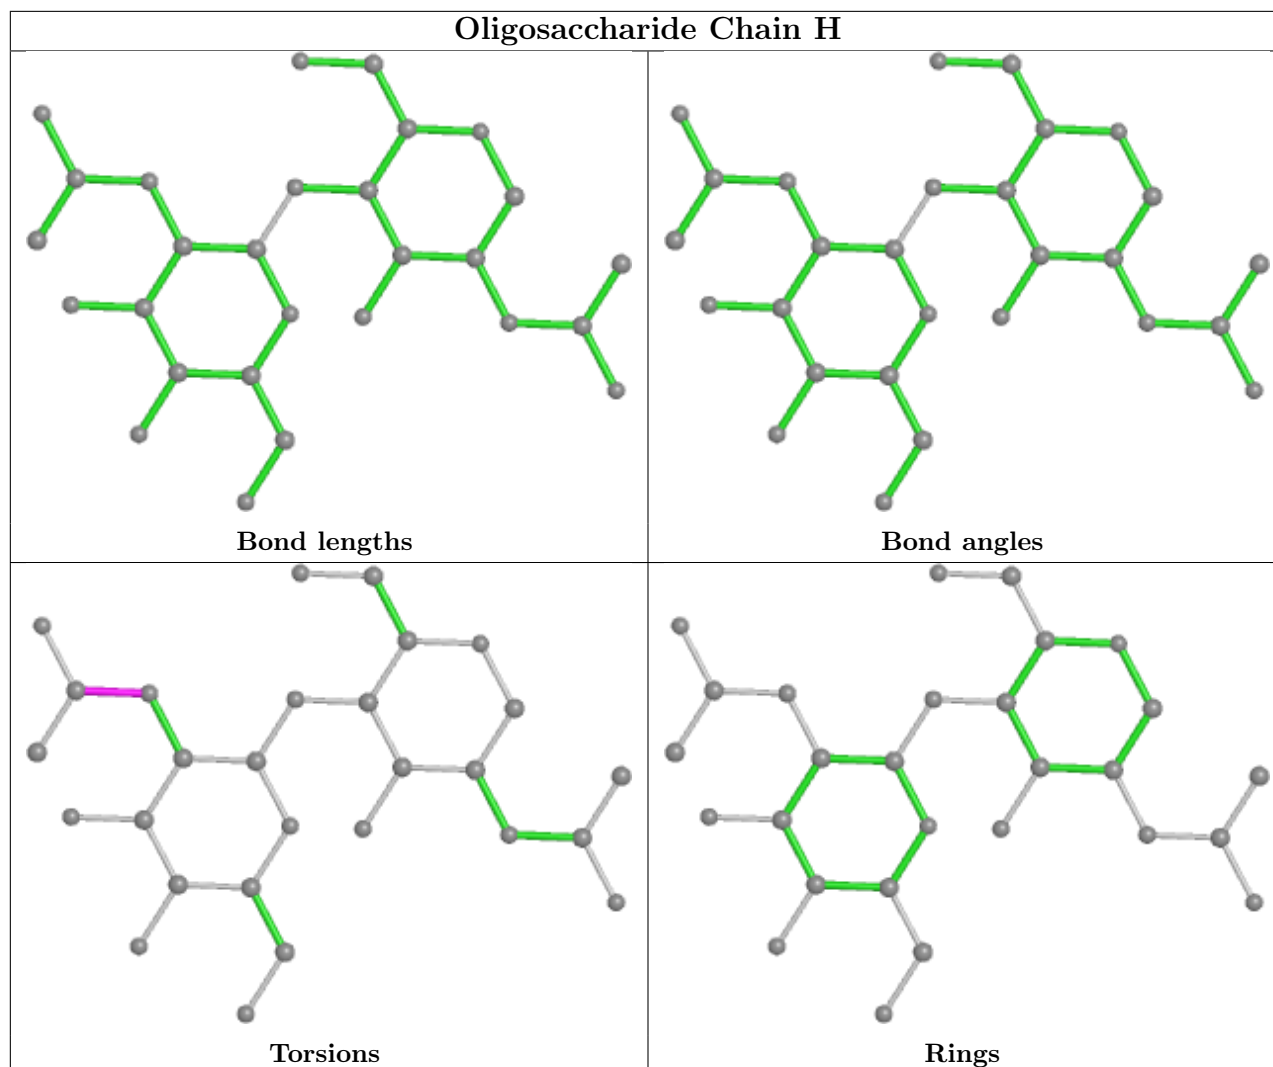 Oligosaccharide Chain H
Bond lengths
Bond angles
Torsions
Rings